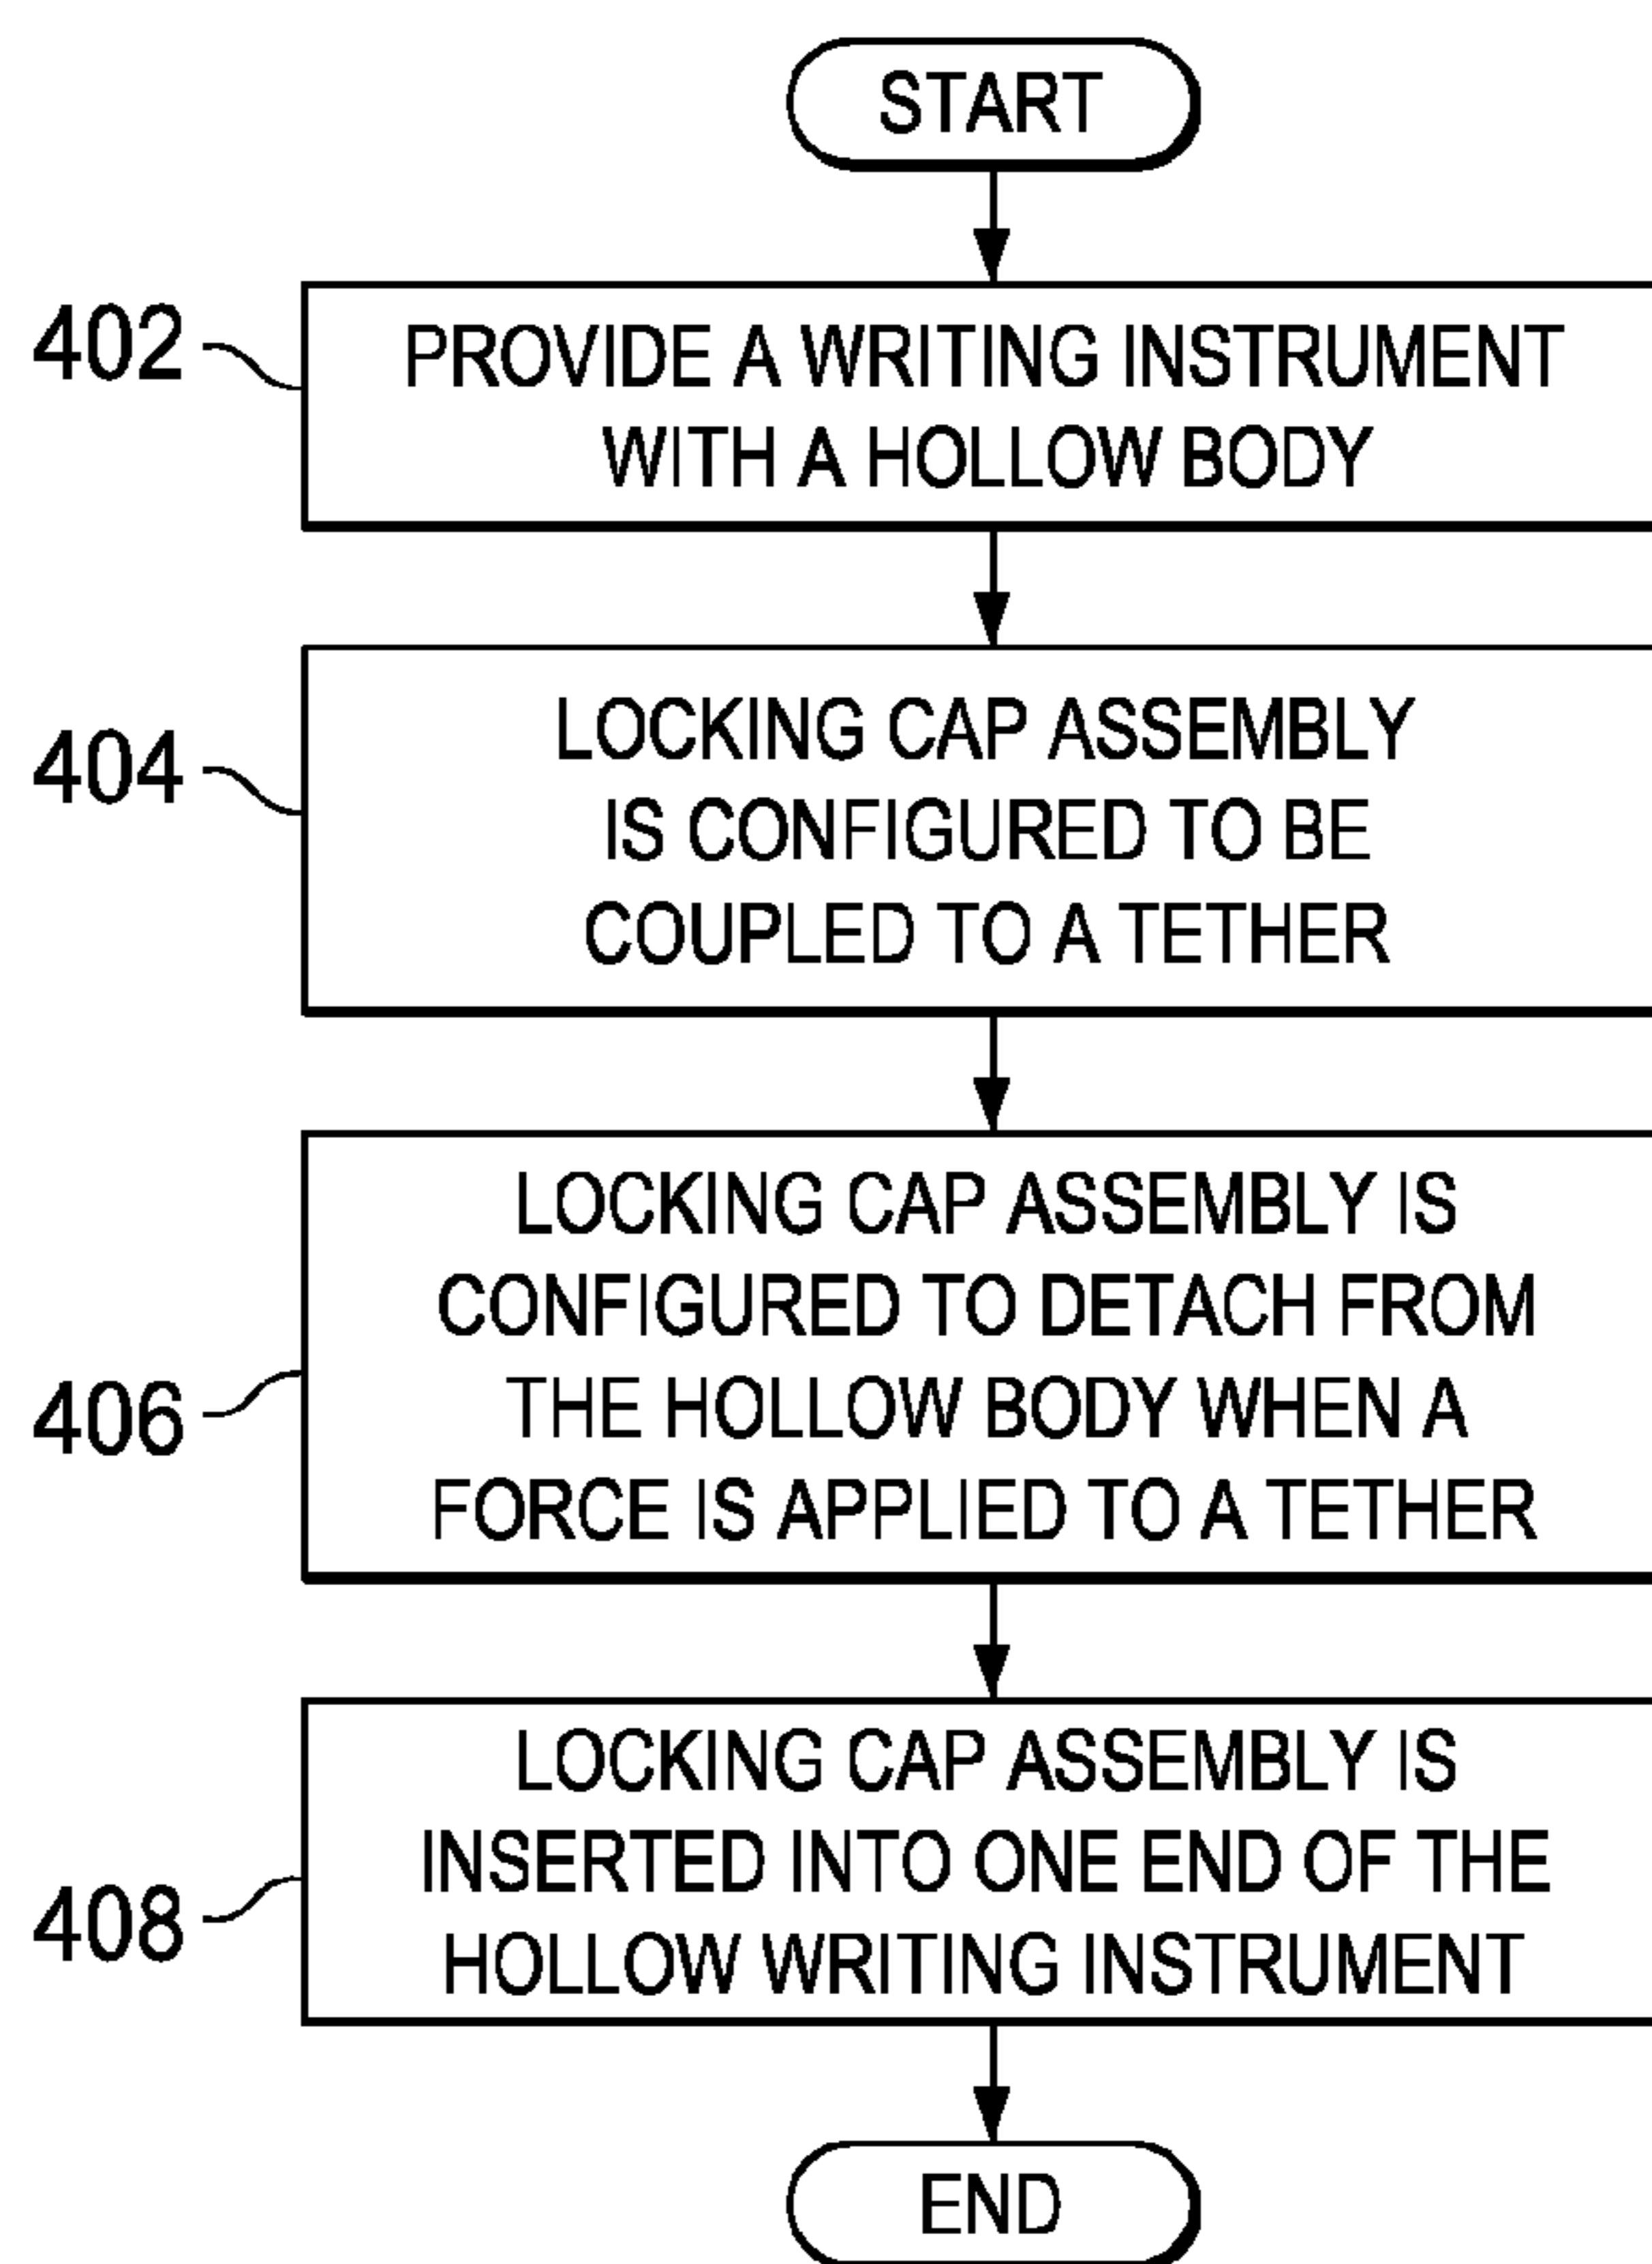 START
402
PROVIDE A WRITING INSTRUMENT
WITH A HOLLOW BODY
404
LOCKING CAP ASSEMBLY
IS CONFIGURED TO BE
COUPLED TO A TETHER
406
LOCKING CAP ASSEMBLY IS
CONFIGURED TO DETACH FROM
THE HOLLOW BODY WHEN A
FORCE IS APPLIED TO A TETHER
408
LOCKING CAP ASSEMBLY IS
INSERTED INTO ONE END OF THE
HOLLOW WRITING INSTRUMENT
END